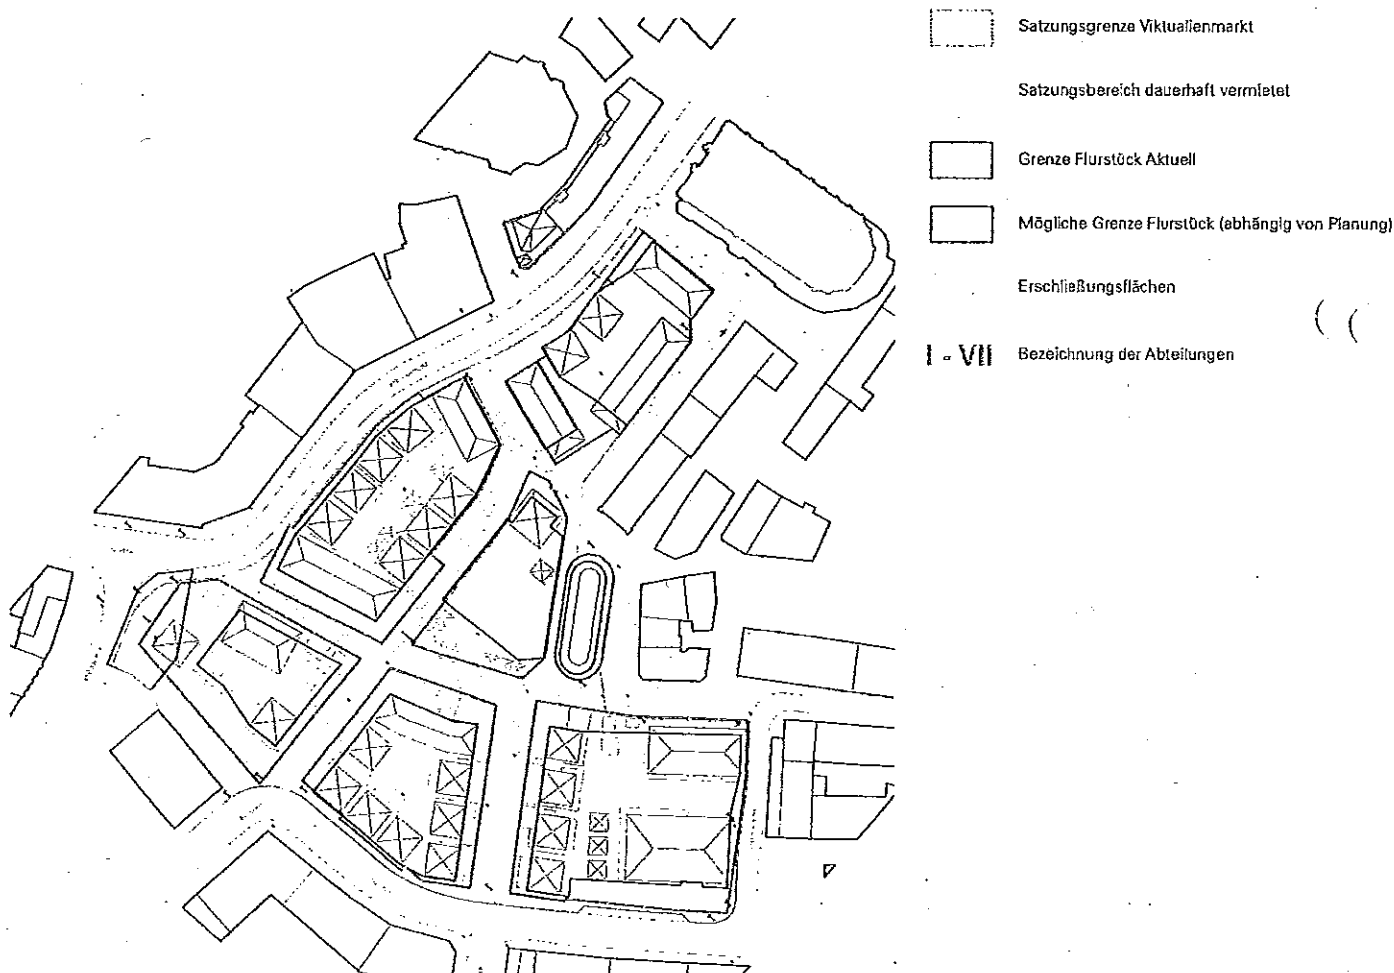 Satzungsgrenze Viktualienmarkt
Satzungsbereich dauerhaft vermietet
Grenze Flurstück Aktuell
Mögliche Grenze Flurstück (abhängig von Planung)
Erschließungsflächen
I - VII Bezeichnung der Abteilungen